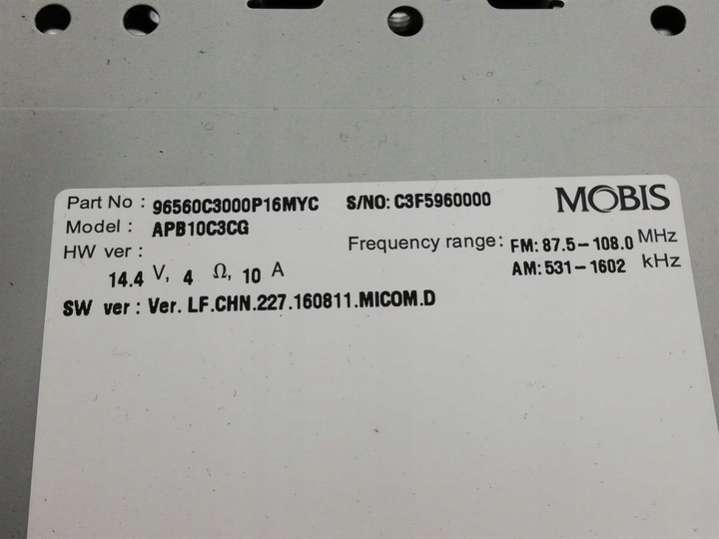 Part No : 96560C3000P16MYC S/NO: C3F5960000 MOBIS
Model : APB10C3CG
HW ver :
Frequency range: FM: 87.5-108.0 MHz
14.4 V, 4 Ω, 10 A
AM: 531-1602 kHz
SW ver : Ver. LF.CHN.227.160811.MICOM.D